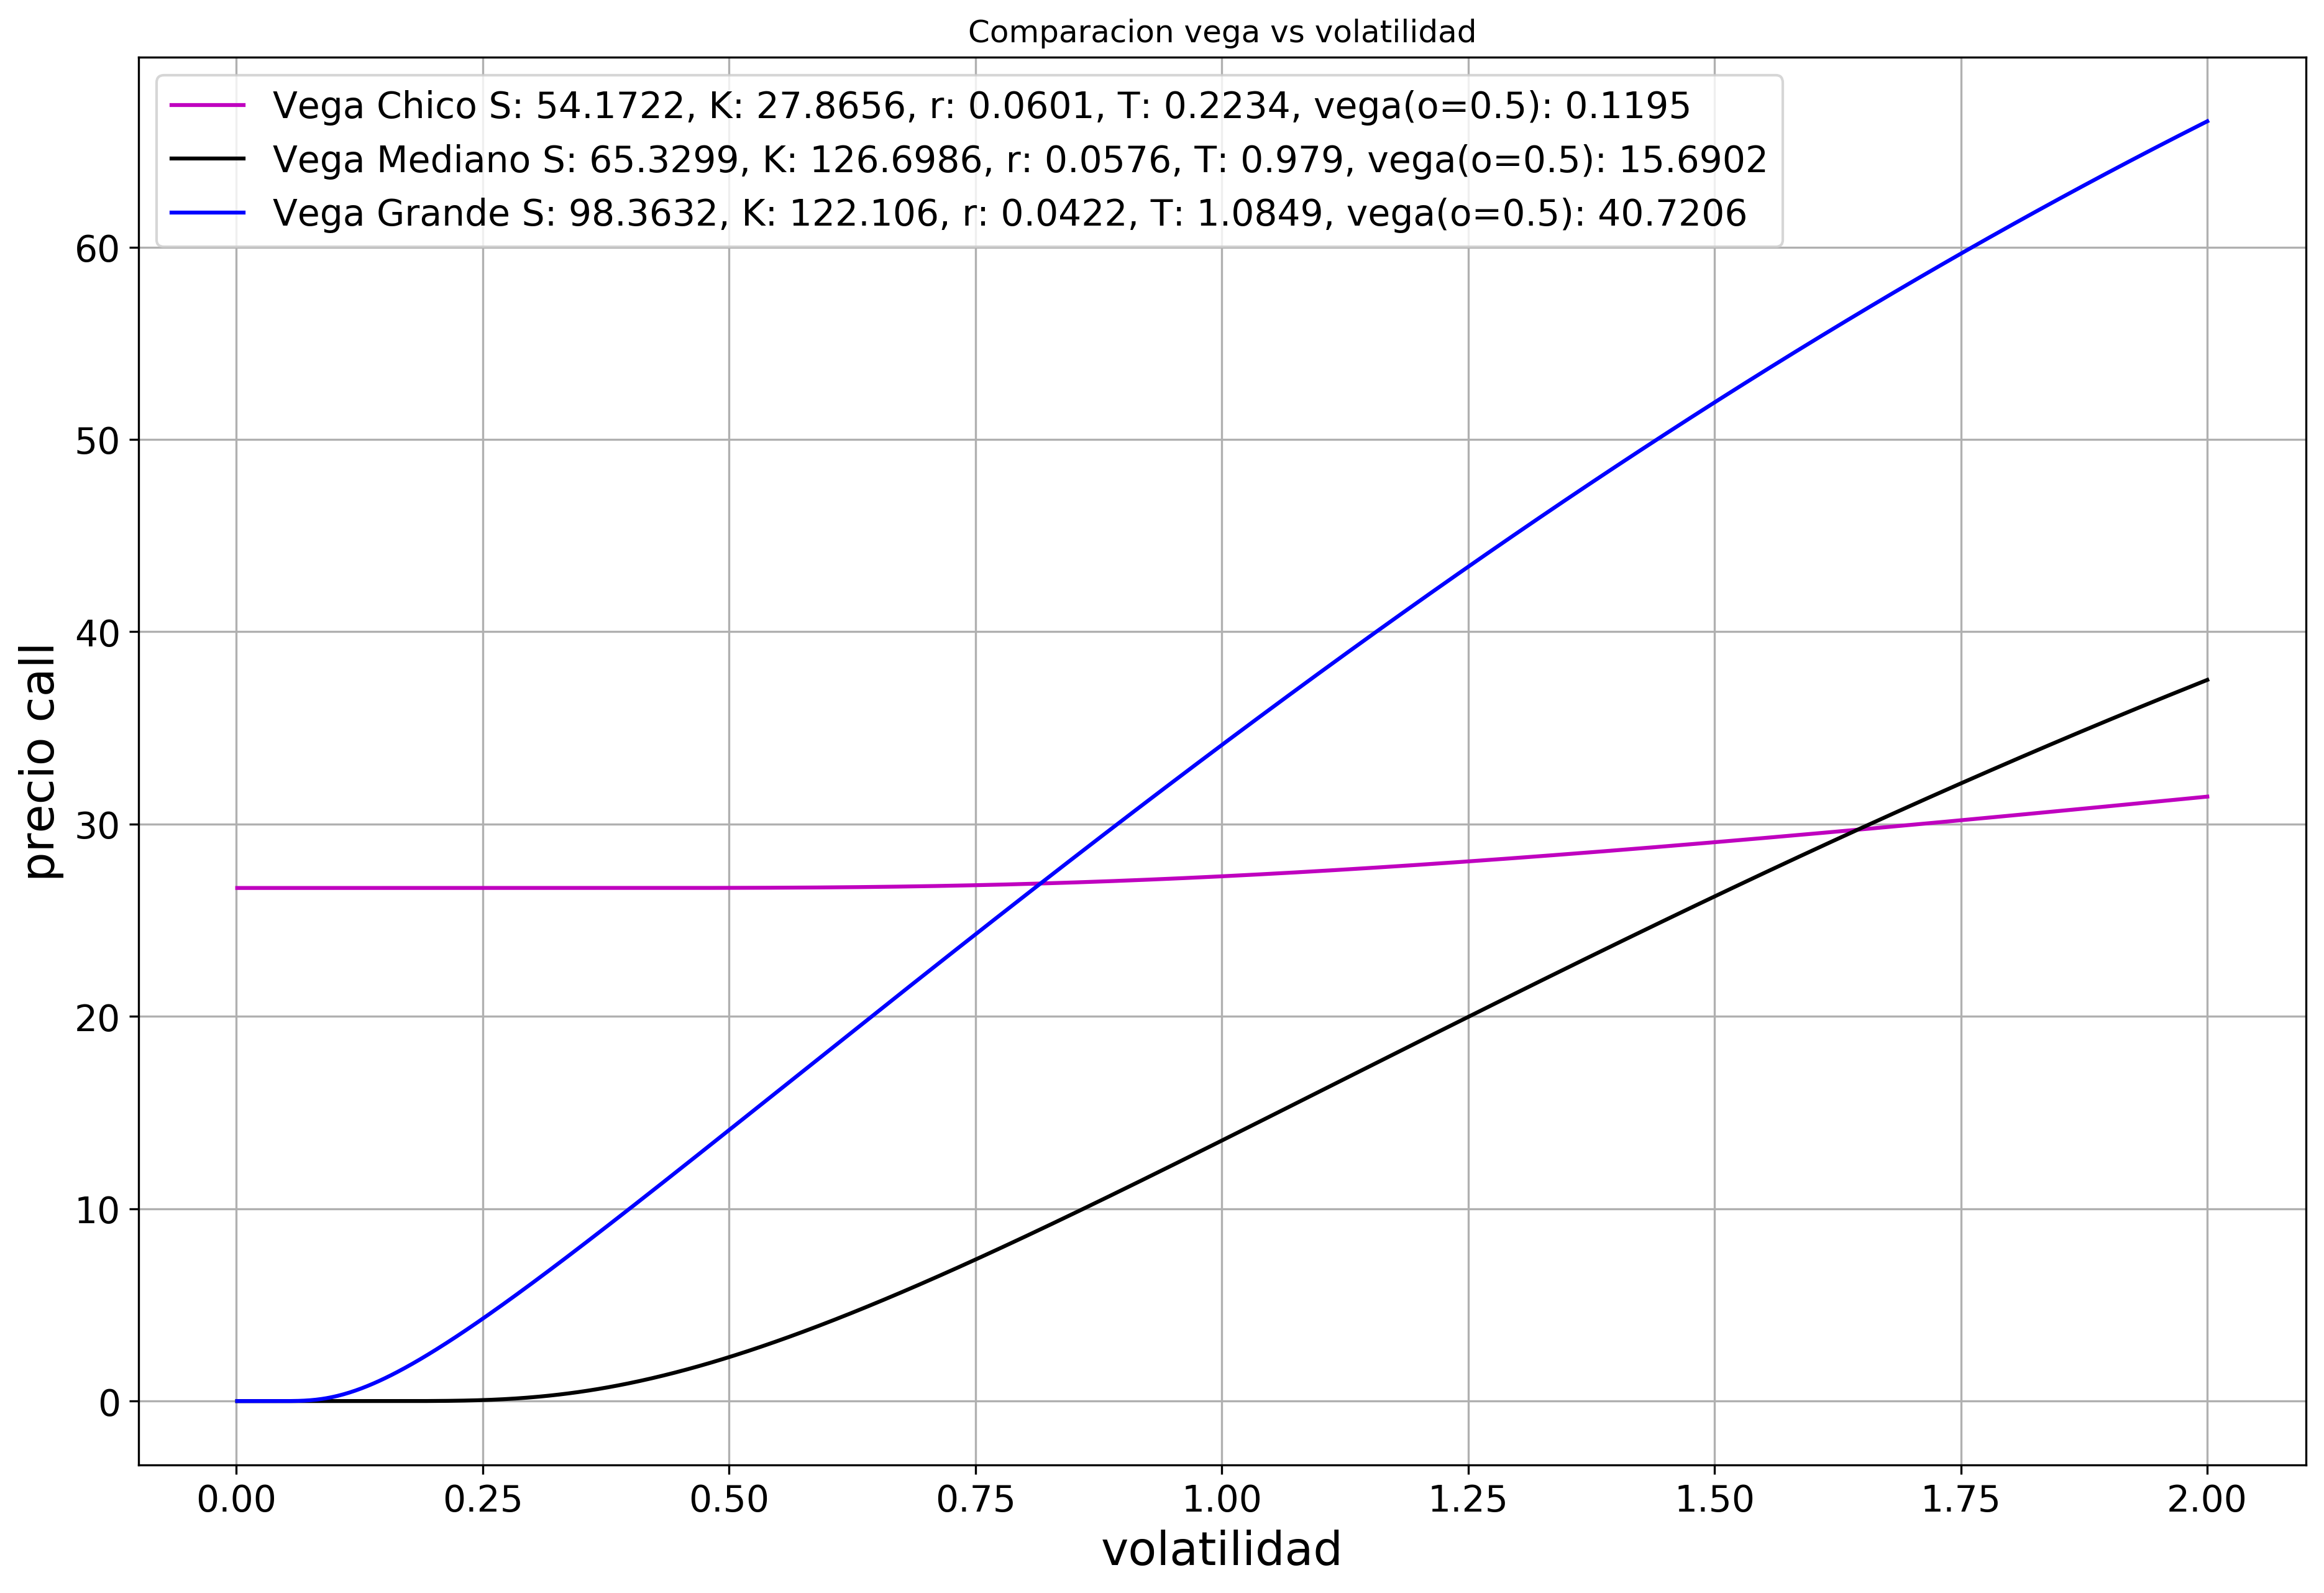 Comparacion vega vs volatilidad
Vega Chico S: 54.1722, K: 27.8656, r: 0.0601, T: 0.2234, vega(o=0.5): 0.1195
Vega Mediano S: 65.3299, K: 126.6986, r: 0.0576, T: 0.979, vega(o=0.5): 15.6902
Vega Grande S: 98.3632, K: 122.106, r: 0.0422, T: 1.0849, vega(o=0.5): 40.7206
60
50
40
30
20
10
0
precio call
0.00 0.25 0.50 0.75 1.00 1.25 1.50 1.75 2.00
volatilidad